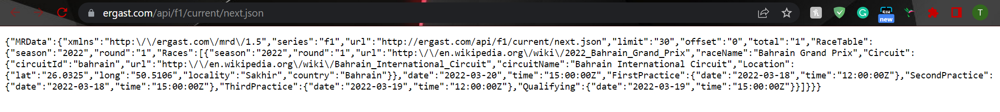 ergast.com/api/f1/current/next.json
new
T
{"MRData":{"xmlns":"http:\/\/ergast.com\/mrd\/1.5","series":"f1","url":"http://ergast.com/api/f1/current/next.json","limit":"30","offset":"0","total":"1","RaceTable":
{"season":"2022","round":"1","Races":[{"season":"2022","round":"1","url":"http:\/\/en.wikipedia.org\/wiki\/2022_Bahrain_Grand_Prix","raceName":"Bahrain Grand Prix","Circuit":
{"circuitId":"bahrain","url":"http:\/\/en.wikipedia.org\/wiki\/Bahrain_International_Circuit","circuitName":"Bahrain International Circuit","Location":
{"lat":"26.0325","long":"50.5106","locality":"Sakhir","country":"Bahrain"}},"date":"2022-03-20","time":"15:00:00Z","FirstPractice":{"date":"2022-03-18","time":"12:00:00Z"},"SecondPractice":
{"date":"2022-03-18","time":"15:00:00Z"},"ThirdPractice":{"date":"2022-03-19","time":"12:00:00Z"},"Qualifying":{"date":"2022-03-19","time":"15:00:00Z"}}]}}}